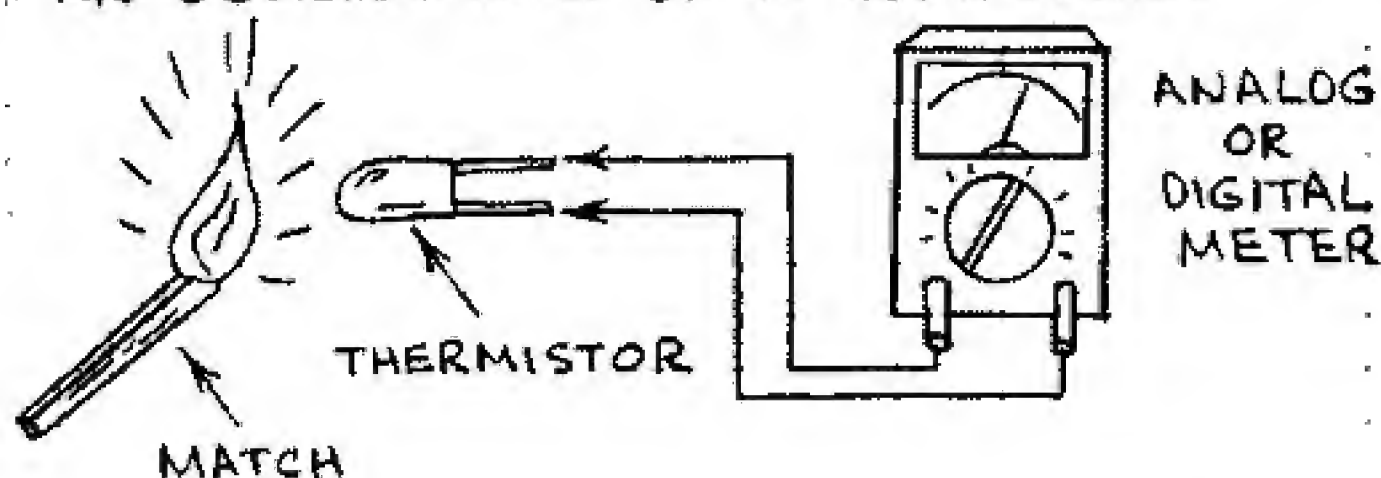 ANALOG
OR
DIGITAL
METER
THERMISTOR
MATCH